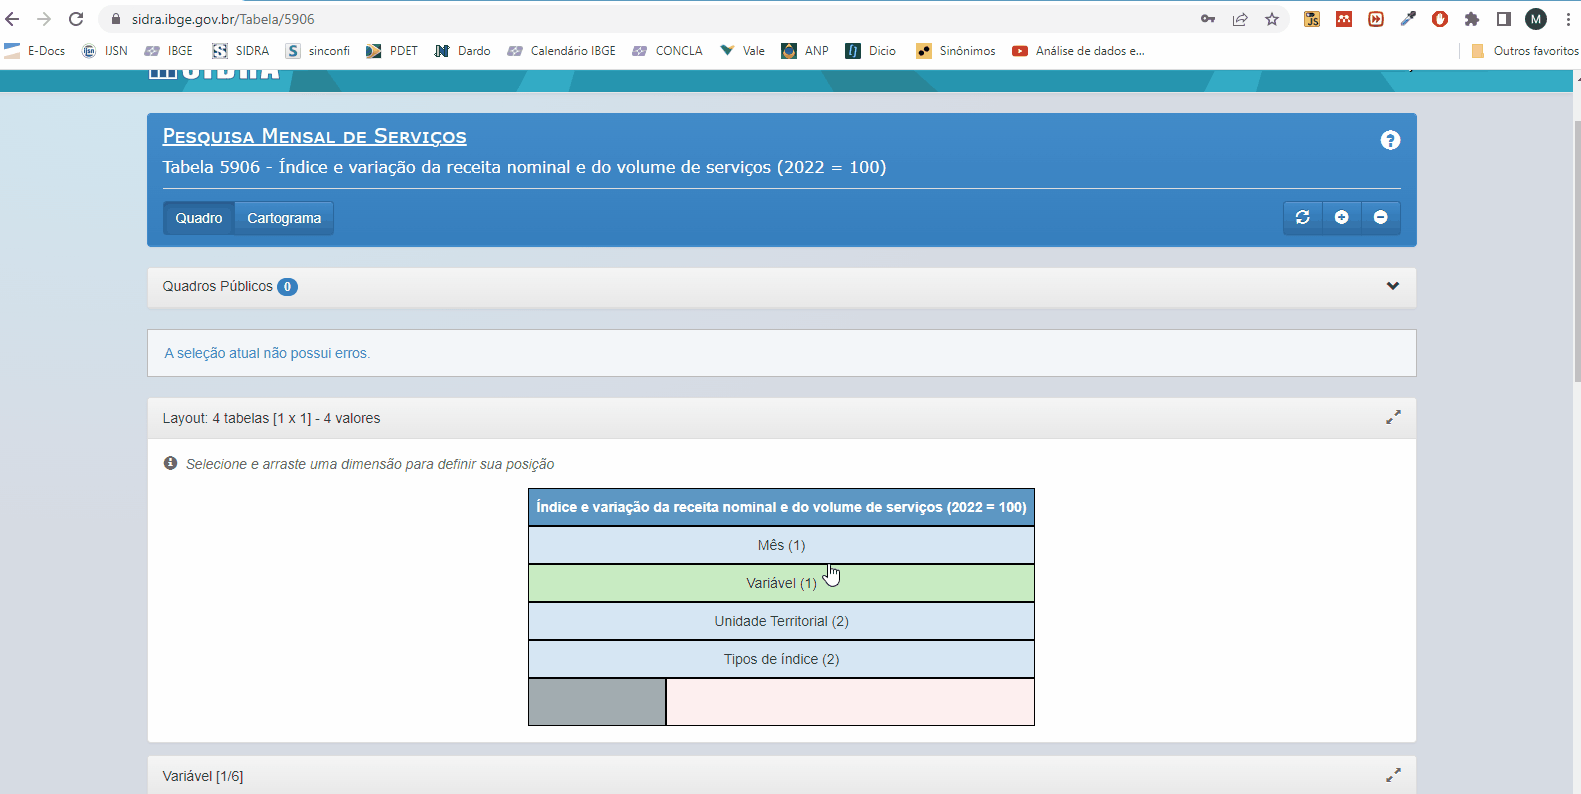 sidra.ibge.gov.br/Tabela/5906
JS
M
E-Docs IJSN IBGE SIDRA sinconfi PDET Dardo Calendário IBGE CONCLA Vale ANP Dicio Sinônimos Análise de dados e... Outros favoritos
SIDRA
Pesquisa Mensal de Serviços
Tabela 5906 - Índice e variação da receita nominal e do volume de serviços (2022 = 100)
Quadro Cartograma
Quadros Públicos 0
A seleção atual não possui erros.
Layout: 4 tabelas [1 x 1] - 4 valores
Selecione e arraste uma dimensão para definir sua posição
Índice e variação da receita nominal e do volume de serviços (2022 = 100)
Mês (1)
Variável (1)
Unidade Territorial (2)
Tipos de índice (2)
Variável [1/6]